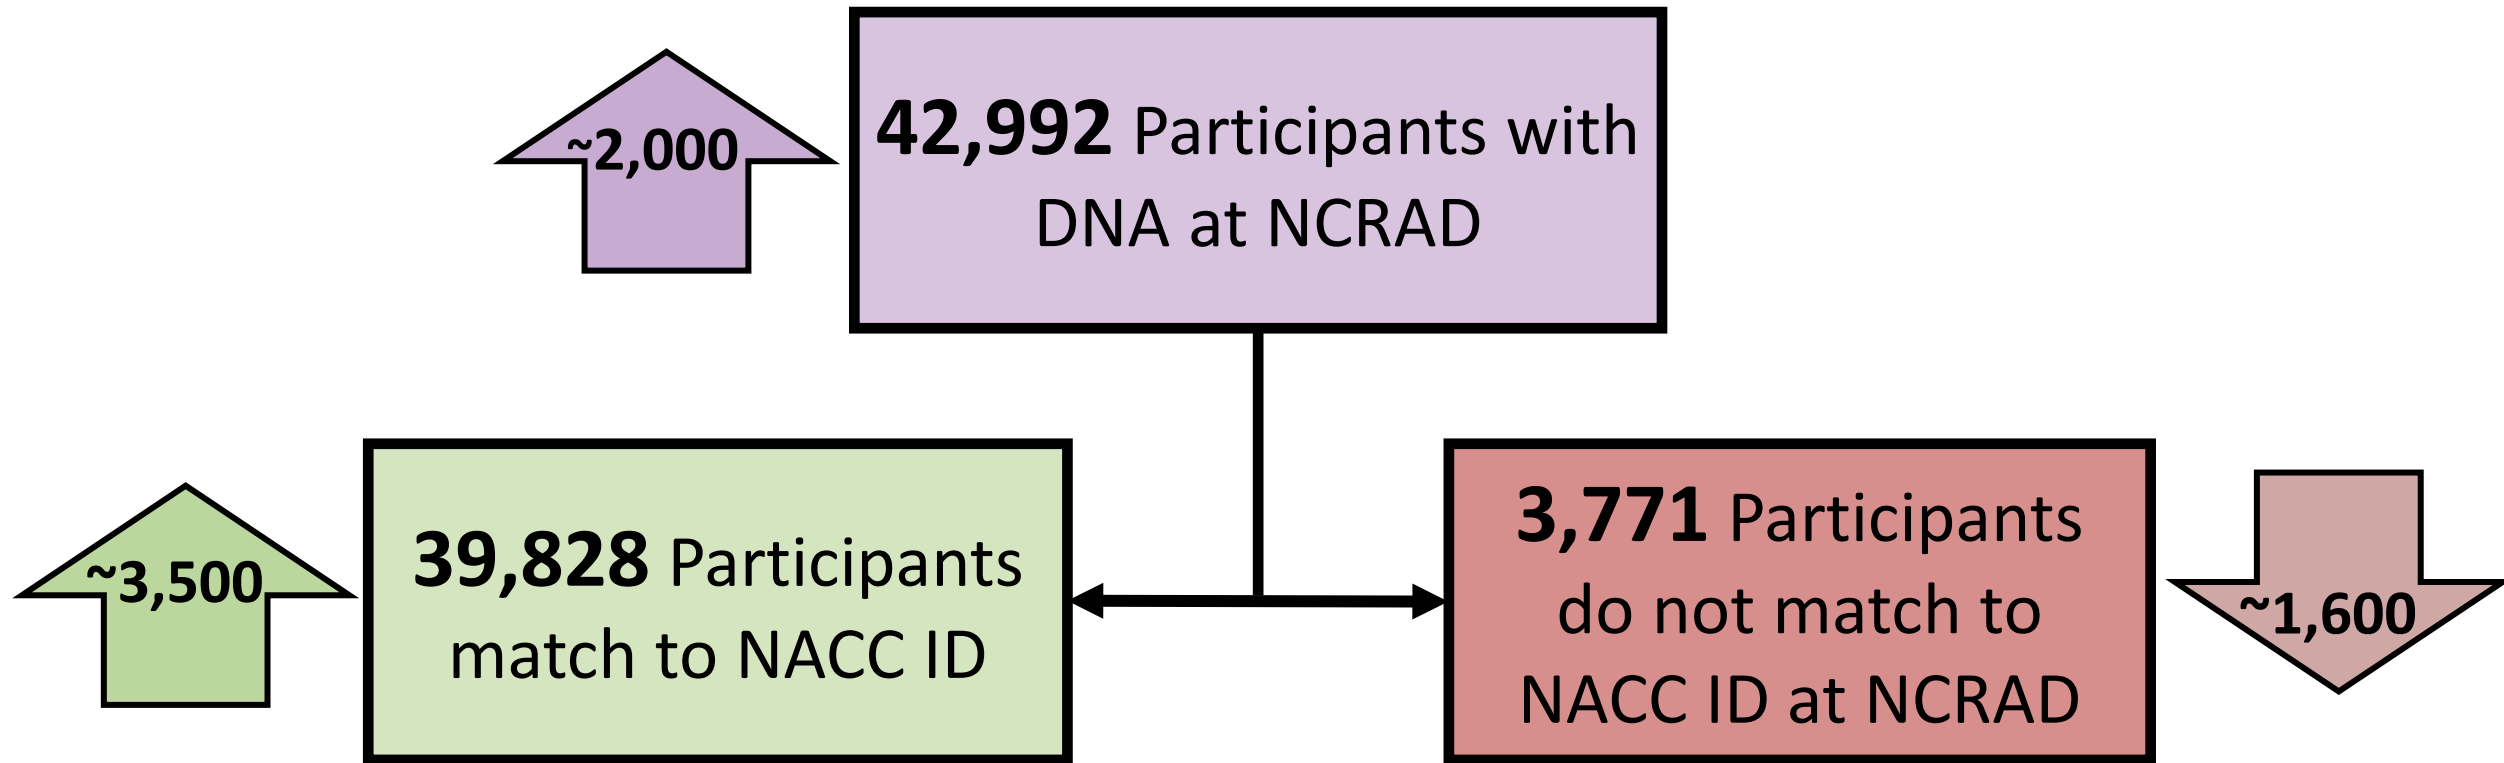 ~2,000
42,992 Participants with
DNA at NCRAD
~3,500
39,828 Participants
match to NACC ID
3,771 Participants
do not match to
NACC ID at NCRAD
~1,600